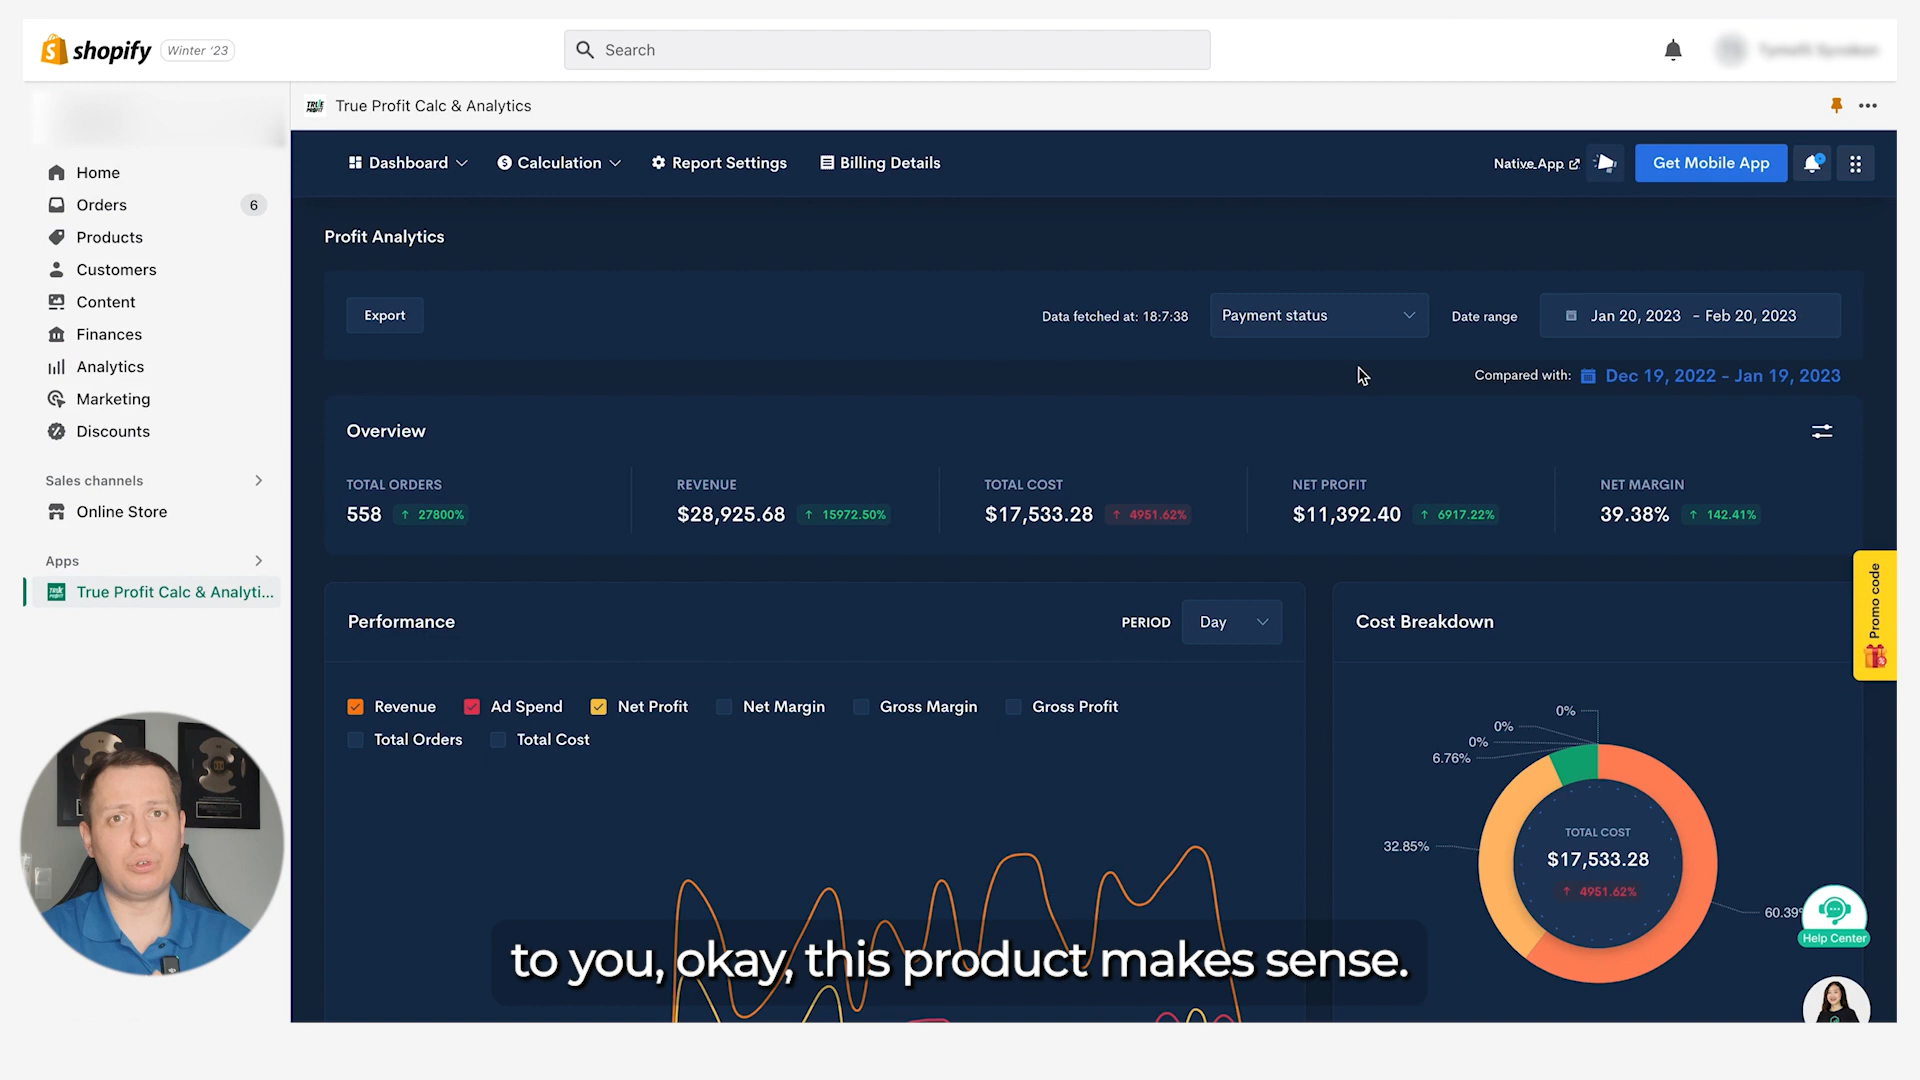 shopify Winter '23
Search
True Profit Calc & Analytics
Home
Orders 6
Products
Customers
Content
Finances
Analytics
Marketing
Discounts
Sales channels
Online Store
Apps
True Profit Calc & Analyti...
Dashboard Calculation Report Settings Billing Details
Native App Get Mobile App
Profit Analytics
Export Data fetched at: 18:7:38 Payment status Date range Jan 20, 2023 - Feb 20, 2023
Compared with: Dec 19, 2022 - Jan 19, 2023
Overview
TOTAL ORDERS
558 ↑ 27800%
REVENUE
$28,925.68 ↑ 15972.50%
TOTAL COST
$17,533.28 ↑ 4951.62%
NET PROFIT
$11,392.40 ↑ 6917.22%
NET MARGIN
39.38% ↑ 142.41%
Promo code
Performance PERIOD Day
Revenue Ad Spend Net Profit Net Margin Gross Margin Gross Profit
Total Orders Total Cost
Cost Breakdown
0%
0%
0%
6.76%
32.85%
60.39%
TOTAL COST
$17,533.28
↑ 4951.62%
Help Center
to you, okay, this product makes sense.